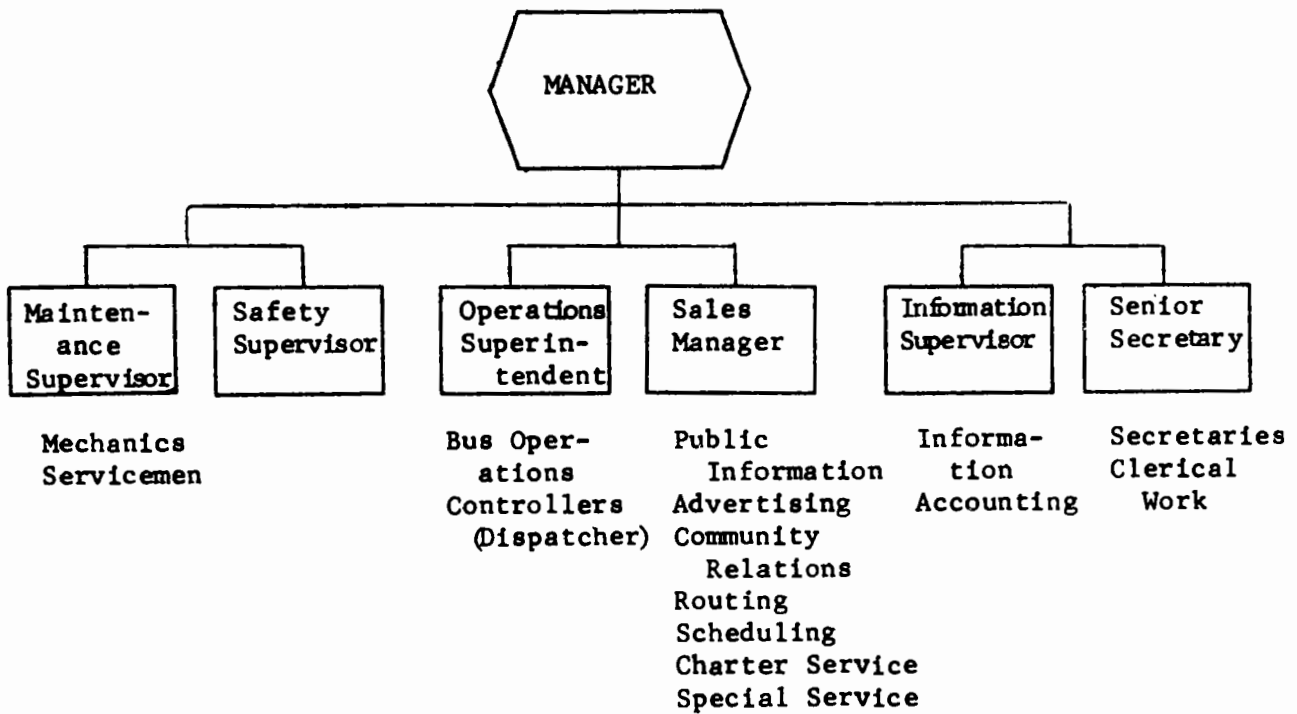 MANAGER
Mainten-
ance
Supervisor
Safety
Supervisor
Operations
Superin-
tendent
Sales
Manager
Information
Supervisor
Senior
Secretary
Mechanics
Servicemen
Bus Oper-
ations
Controllers
(Dispatcher)
Public
Information
Advertising
Community
Relations
Routing
Scheduling
Charter Service
Special Service
Informa-
tion
Accounting
Secretaries
Clerical
Work